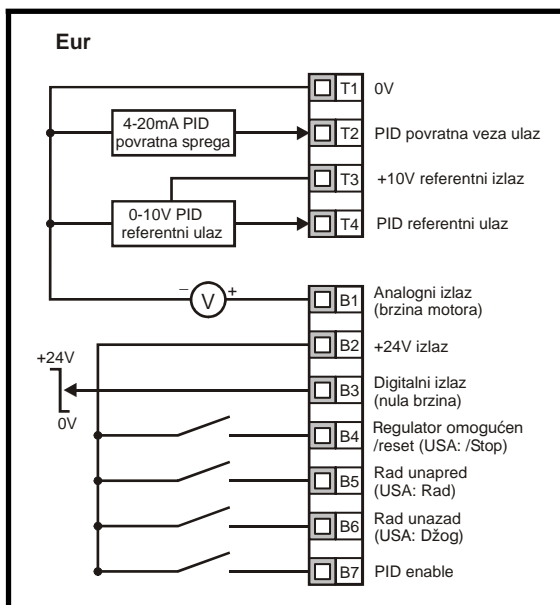 Eur
T1 0V
4-20mA PID
povratna sprega
T2 PID povratna veza ulaz
T3 +10V referentni izlaz
0-10V PID
referentni ulaz
T4 PID referentni ulaz
− V +
B1 Analogni izlaz
(brzina motora)
B2 +24V izlaz
+24V
0V
B3 Digitalni izlaz
(nula brzina)
B4 Regulator omogućen
/reset (USA: /Stop)
B5 Rad unapred
(USA: Rad)
B6 Rad unazad
(USA: Džog)
B7 PID enable